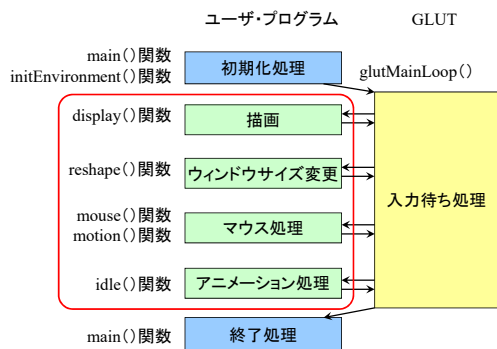 ユーザ・プログラム
GLUT
main()関数
initEnvironment()関数
初期化処理
glutMainLoop()
display()関数
描画
reshape()関数
ウィンドウサイズ変更
入力待ち処理
mouse()関数
motion()関数
マウス処理
idle()関数
アニメーション処理
main()関数
終了処理